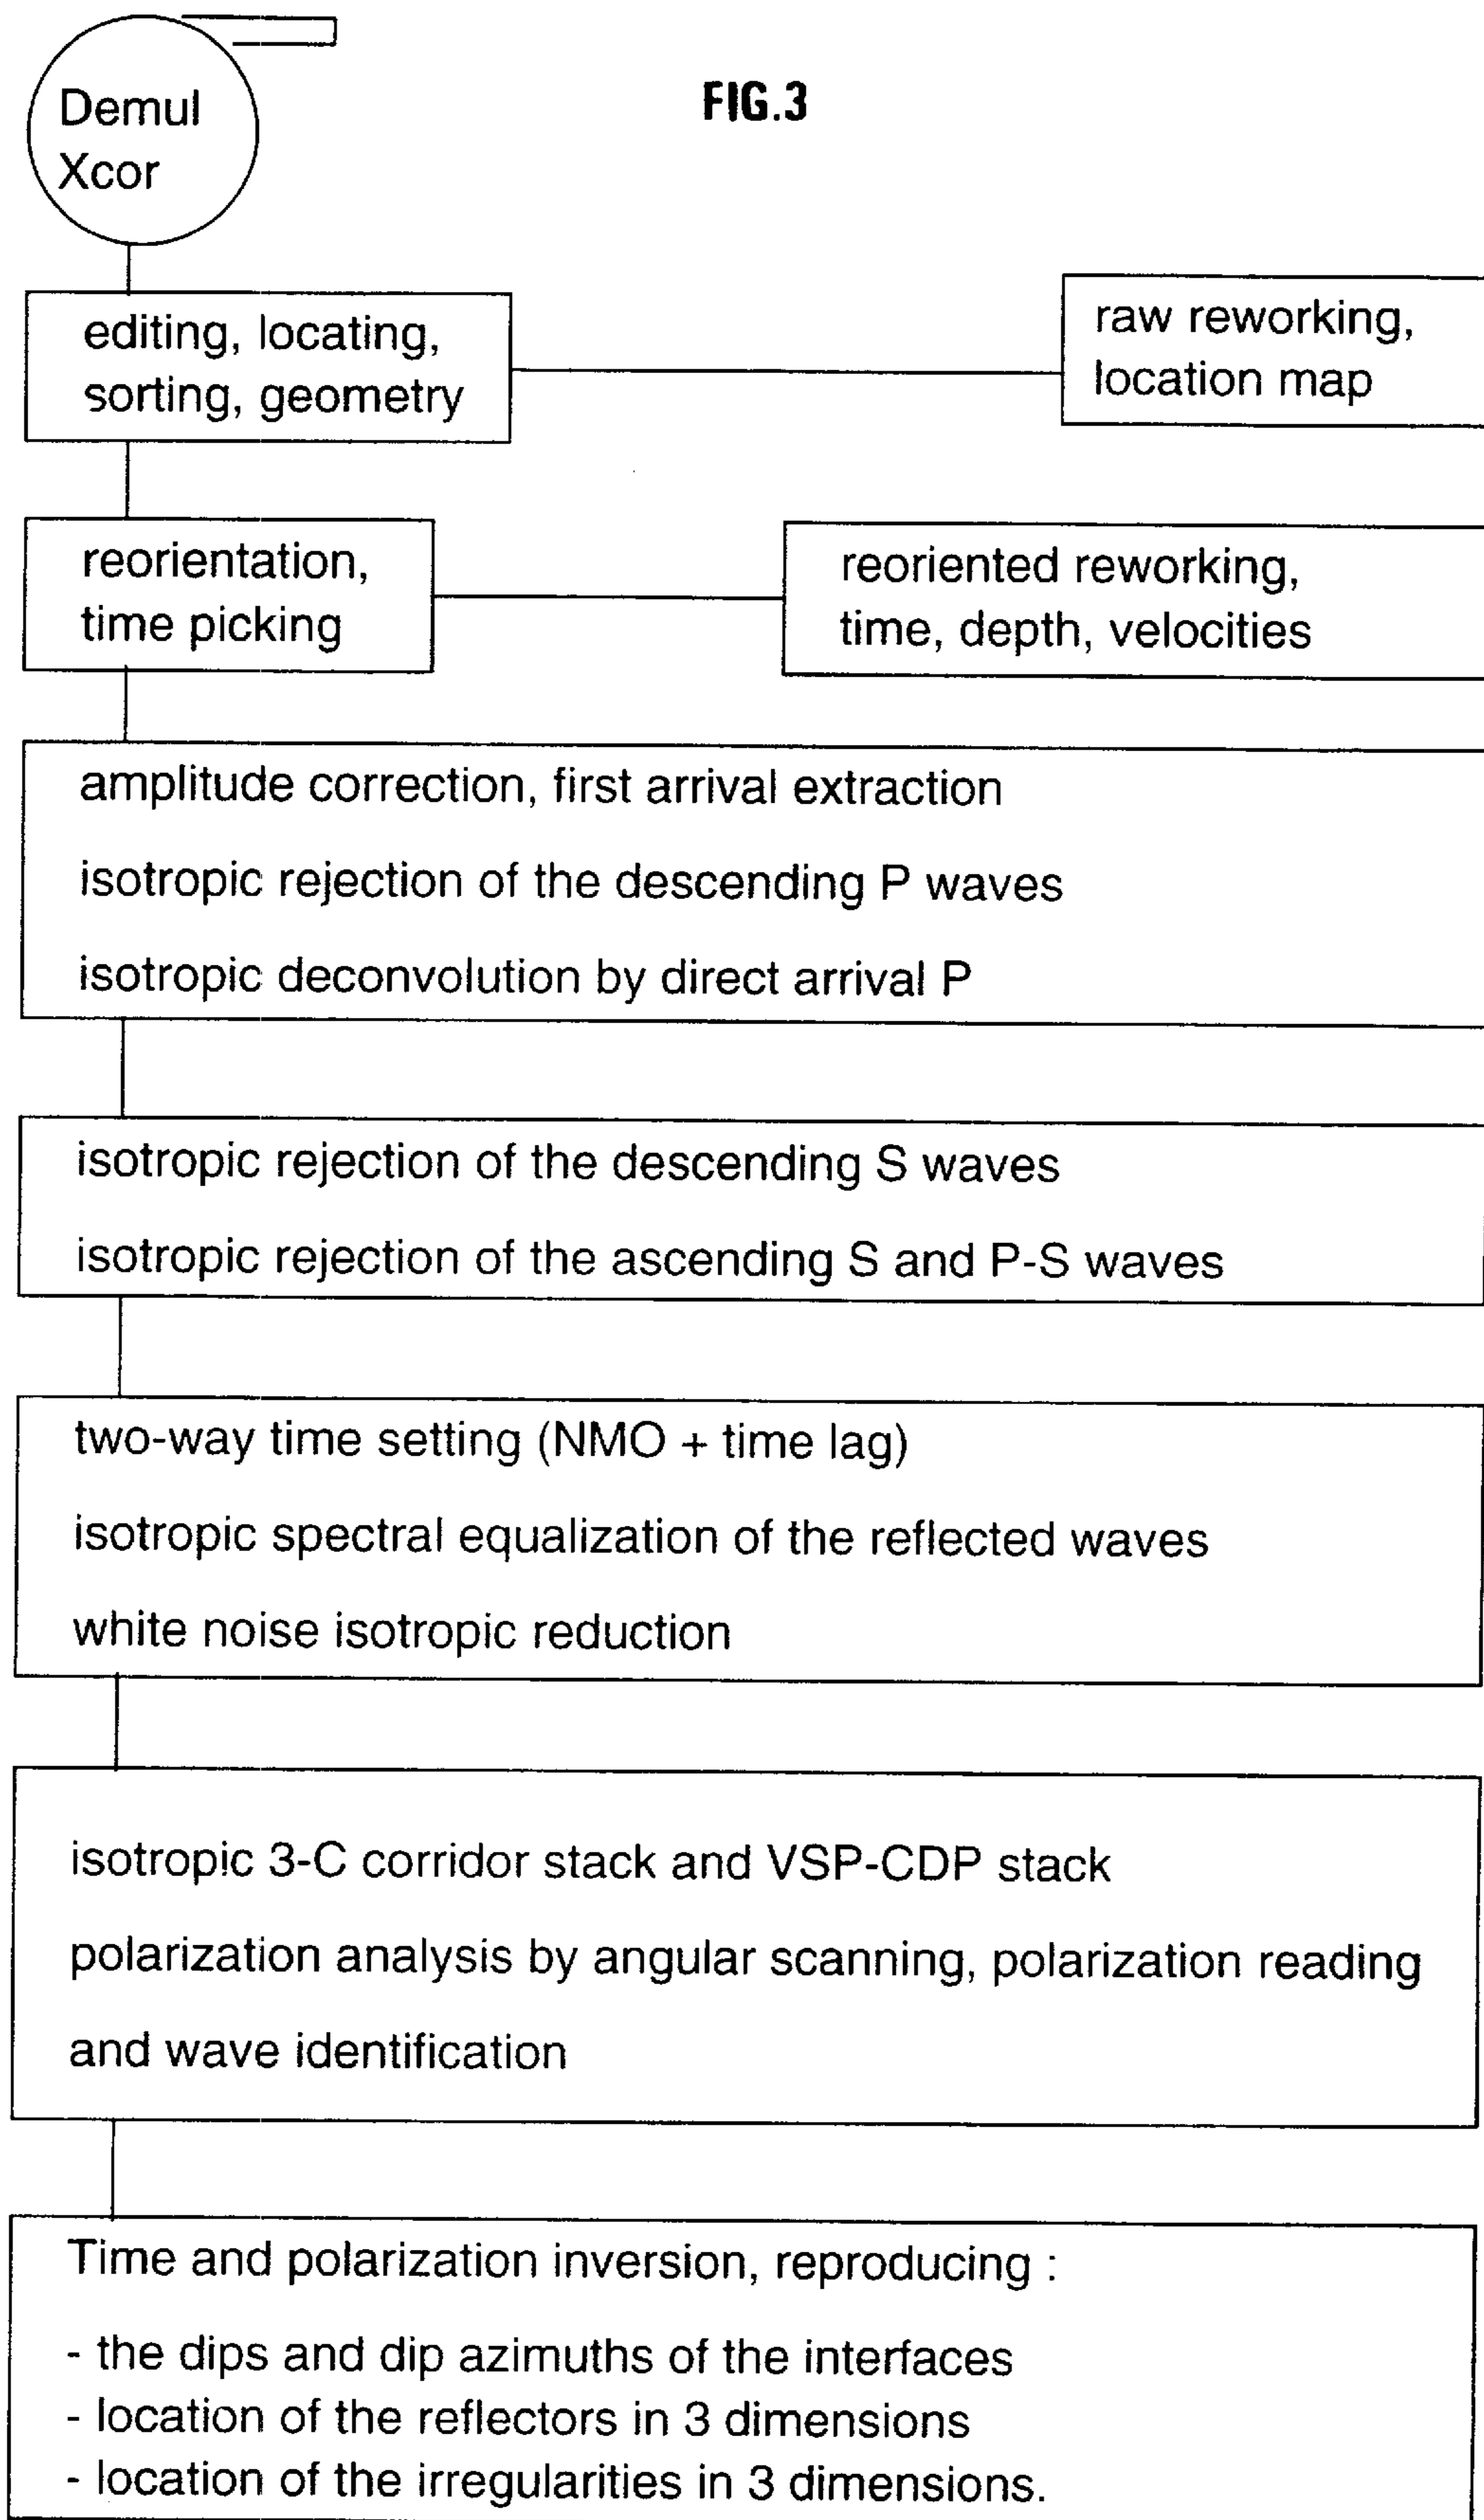 FIG.3
Demul
Xcor
editing, locating,
sorting, geometry
raw reworking,
location map
reorientation,
time picking
reoriented reworking,
time, depth, velocities
amplitude correction, first arrival extraction
isotropic rejection of the descending P waves
isotropic deconvolution by direct arrival P
isotropic rejection of the descending S waves
isotropic rejection of the ascending S and P-S waves
two-way time setting (NMO + time lag)
isotropic spectral equalization of the reflected waves
white noise isotropic reduction
isotropic 3-C corridor stack and VSP-CDP stack
polarization analysis by angular scanning, polarization reading
and wave identification
Time and polarization inversion, reproducing :
- the dips and dip azimuths of the interfaces
- location of the reflectors in 3 dimensions
- location of the irregularities in 3 dimensions.